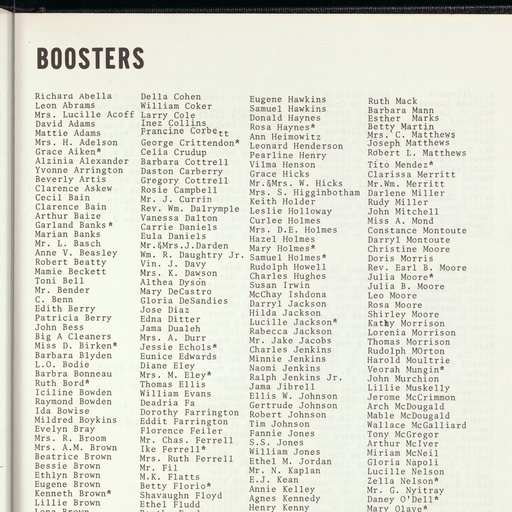 BOOSTERS
Richard Abella
Leon Abrams
Mrs. Lucille Acoff
David Adams
Mattie Adams
Mrs. H. Adelson
Grace Aiken*
Alzinia Alexander
Yvonne Arrington
Beverly Artis
Clarence Askew
Cecil Bain
Clarence Bain
Arthur Baize
Garland Banks*
Marian Banks
Mr. L. Basch
Anne V. Beasley
Robert Beatty
Mamie Beckett
Toni Bell
Mr. Bender
C. Benn
Edith Berry
Patricia Berry
John Bess
Big A Cleaners
Miss D. Birken*
Barbara Blyden
L.O. Bodie
Barbra Bonneau
Ruth Bord*
Iciline Bowden
Raymond Bowden
Ida Bowise
Mildred Boykins
Evelyn Bray
Mrs. R. Broom
Mrs. A.M. Brown
Beatrice Brown
Bessie Brown
Ethlyn Brown
Eugene Brown
Kenneth Brown*
Lillie Brown
Della Cohen
William Coker
Larry Cole
Inez Collins
Francine Corbett
George Crittendon*
Celia Crudup
Barbara Cottrell
Daston Carberry
Gregory Cottrell
Rosie Campbell
Mr. J. Currin
Rev. Wm. Dalrymple
Vanessa Dalton
Carrie Daniels
Eula Daniels
Mr.&Mrs.J.Darden
Wm. R. Daughtry Jr.
Vin. J. Davy
Mrs. K. Dawson
Althea Dyson
Mary DeCastro
Gloria DeSandies
Jose Diaz
Edna Ditter
Jama Dualeh
Mrs. A. Durr
Jessie Echols*
Eunice Edwards
Diane Eley
Mrs. M. Eley*
Thomas Ellis
William Evans
Deadria Fa
Dorothy Farrington
Eddit Farrington
Florence Feiler
Mr. Chas. Ferrell
Ike Ferrell*
Mrs. Ruth Ferrell
Mr. Fil
M.K. Flatts
Betty Florio*
Shavaughn Floyd
Ethel Fludd
Eugene Hawkins
Samuel Hawkins
Donald Haynes
Rosa Haynes*
Ann Heimowitz
Leonard Henderson
Pearline Henry
Vilma Henson
Grace Hicks
Mr.&Mrs. W. Hicks
Mrs. S. Higginbotham
Keith Holder
Leslie Holloway
Curlee Holmes
Mrs. D.E. Holmes
Hazel Holmes
Mary Holmes*
Samuel Holmes*
Rudolph Howell
Charles Hughes
Susan Irwin
McChay Ishdona
Darryl Jackson
Hilda Jackson
Lucille Jackson*
Rabecca Jackson
Mr. Jake Jacobs
Charles Jenkins
Minnie Jenkins
Naomi Jenkins
Ralph Jenkins Jr.
Jama Jibrell
Ellis W. Johnson
Gertrude Johnson
Robert Johnson
Tim Johnson
Fannie Jones
S.S. Jones
William Jones
Ethel M. Jordan
Mr. N. Kaplan
E.J. Kean
Annie Kelley
Agnes Kennedy
Henry Kenny
Ruth Mack
Barbara Mann
Esther Marks
Betty Martin
Mrs. C. Matthews
Joseph Matthews
Robert L. Matthews
Tito Mendez*
Clarissa Merritt
Mr.Wm. Merritt
Darlene Miller
Rudy Miller
John Mitchell
Miss A. Mond
Constance Montoute
Darryl Montoute
Christine Moore
Doris Morris
Rev. Earl B. Moore
Julia Moore*
Julia B. Moore
Leo Moore
Rosa Moore
Shirley Moore
Kathy Morrison
Lorenia Morrison
Thomas Morrison
Rudolph MOrton
Harold Moultrie
Veorah Mungin*
John Murchion
Lillie Muskelly
Jerome McCrimmon
Arch McDougald
Mable McDougald
Wallace McGalliard
Tony McGregor
Arthur McIver
Miriam McNeil
Gloria Napoli
Lucille Nelson
Zella Nelson*
Mr. G. Nyitray
Daney O'Dell*
Mary Olave*